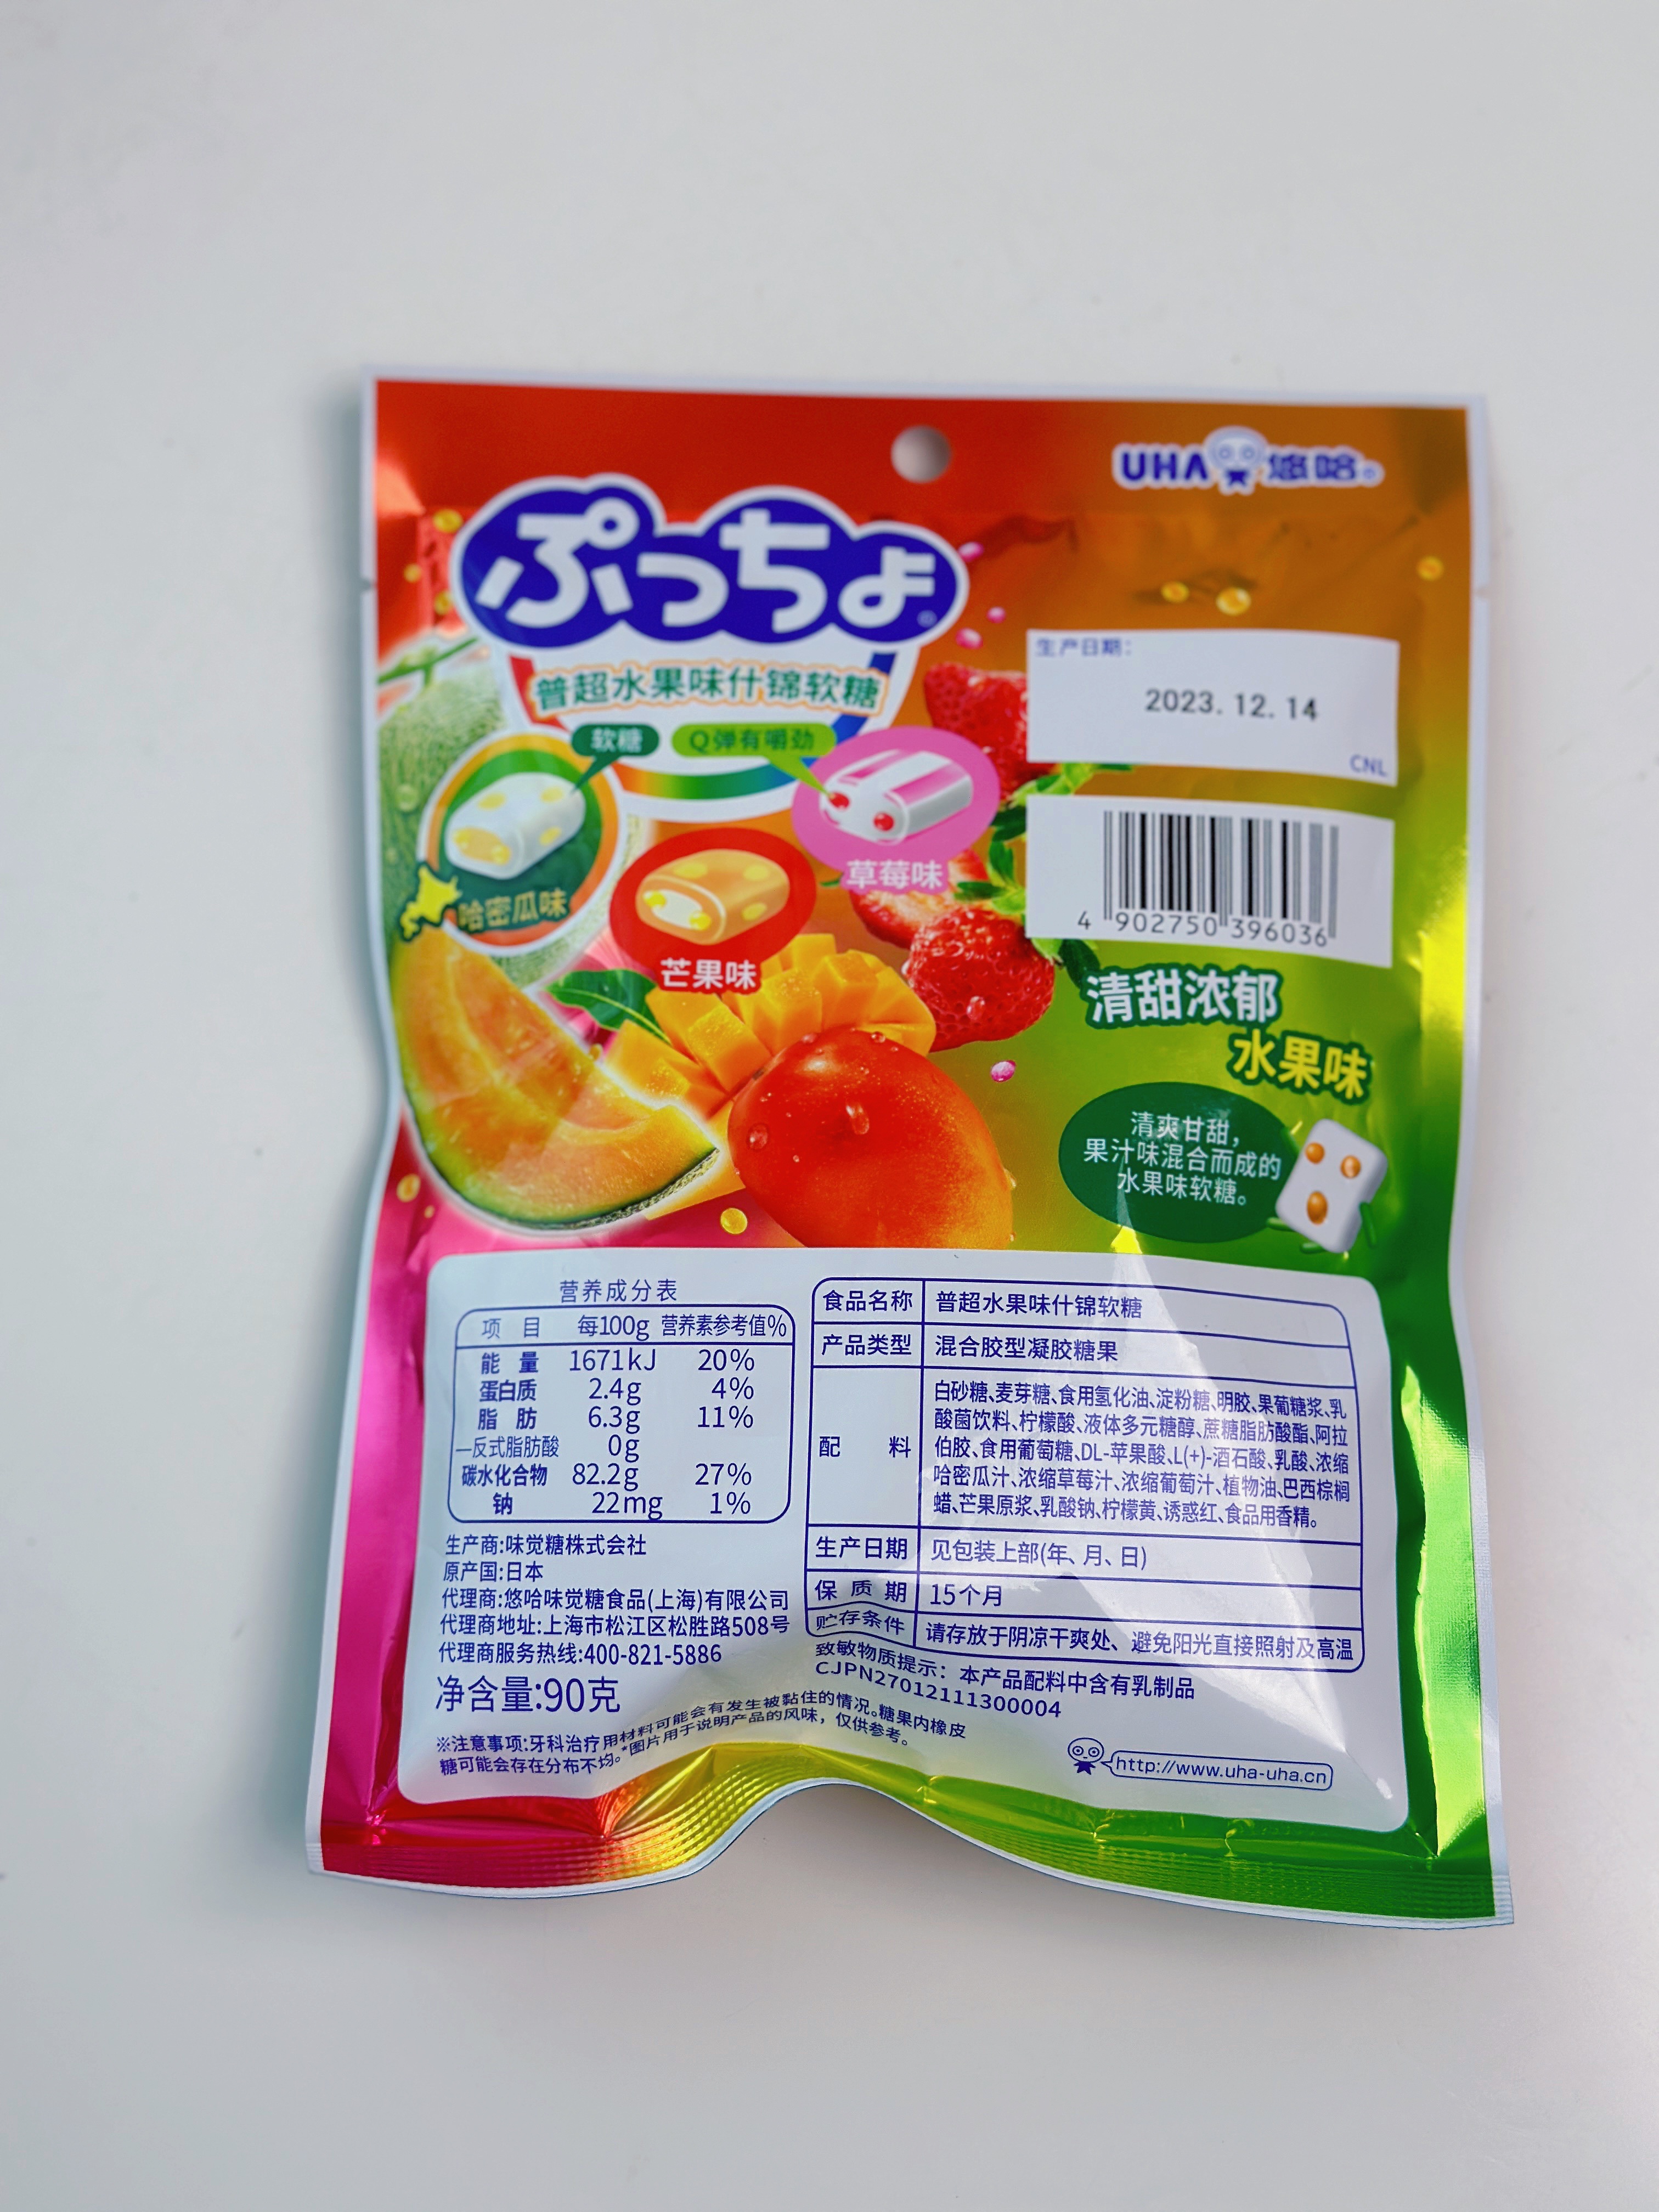 UHA 悠哈。
ぷっちょ
普超水果味什锦软糖
软糖
Q弹有嚼劲
哈密瓜味
芒果味
草莓味
生产日期:
2023.12.14
CNL
4 902750 396036
清甜浓郁
水果味
清爽甘甜,
果汁味混合而成的
水果味软糖。
营养成分表
项 目 每100g 营养素参考值%
能 量 1671kJ 20%
蛋白质 2.4g 4%
脂 肪 6.3g 11%
—反式脂肪酸 0g
碳水化合物 82.2g 27%
钠 22mg 1%
生产商:味觉糖株式会社
原产国:日本
代理商:悠哈味觉糖食品(上海)有限公司
代理商地址:上海市松江区松胜路508号
代理商服务热线:400-821-5886
净含量:90克
食品名称 普超水果味什锦软糖
产品类型 混合胶型凝胶糖果
配 料 白砂糖、麦芽糖、食用氢化油、淀粉糖、明胶、果葡糖浆、乳
酸菌饮料、柠檬酸、液体多元糖醇、蔗糖脂肪酸酯、阿拉
伯胶、食用葡萄糖、DL-苹果酸、L(+)-酒石酸、乳酸、浓缩
哈密瓜汁、浓缩草莓汁、浓缩葡萄汁、植物油、巴西棕榈
蜡、芒果原浆、乳酸钠、柠檬黄、诱惑红、食品用香精。
生产日期 见包装上部(年、月、日)
保 质 期 15个月
贮存条件 请存放于阴凉干爽处、避免阳光直接照射及高温
致敏物质提示：本产品配料中含有乳制品
CJPN27012111300004
※注意事项:牙科治疗用材料可能会有发生被黏住的情况。糖果内橡皮
糖可能会存在分布不均。*图片用于说明产品的风味，仅供参考。
http://www.uha-uha.cn